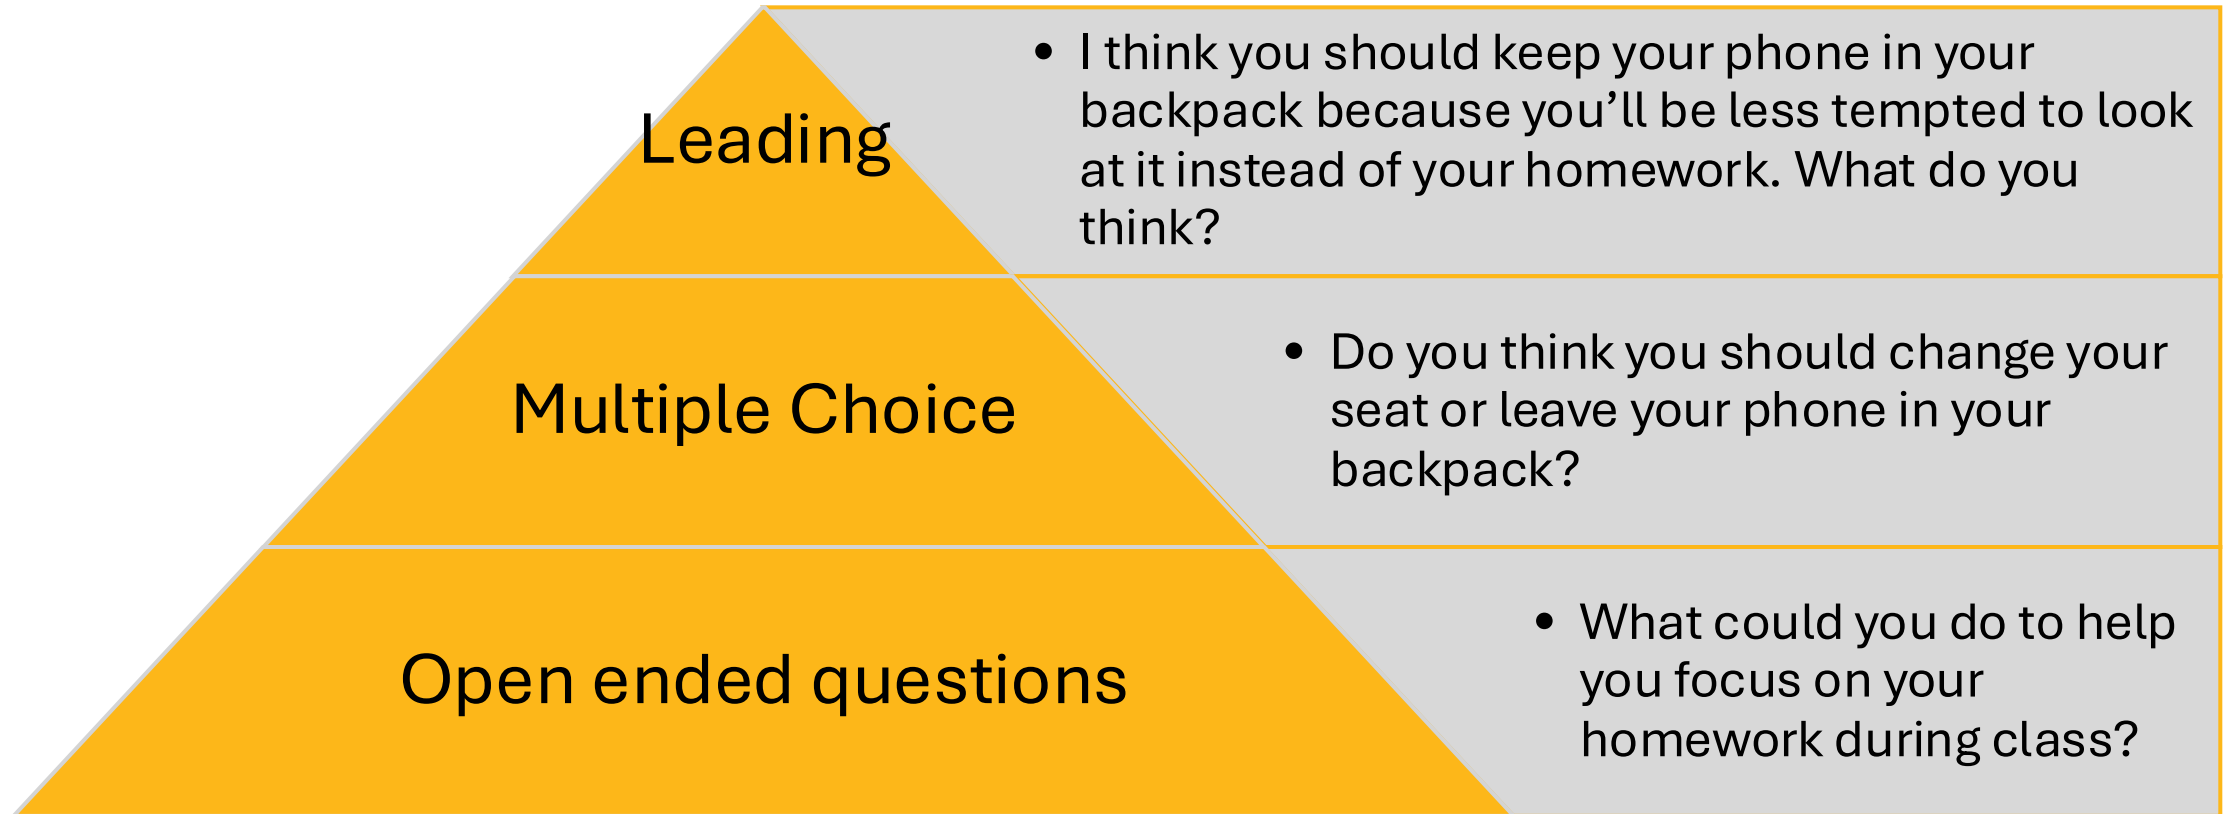 Leading
• I think you should keep your phone in your
backpack because you’ll be less tempted to look
at it instead of your homework. What do you
think?
Multiple Choice
• Do you think you should change your
seat or leave your phone in your
backpack?
Open ended questions
• What could you do to help
you focus on your
homework during class?